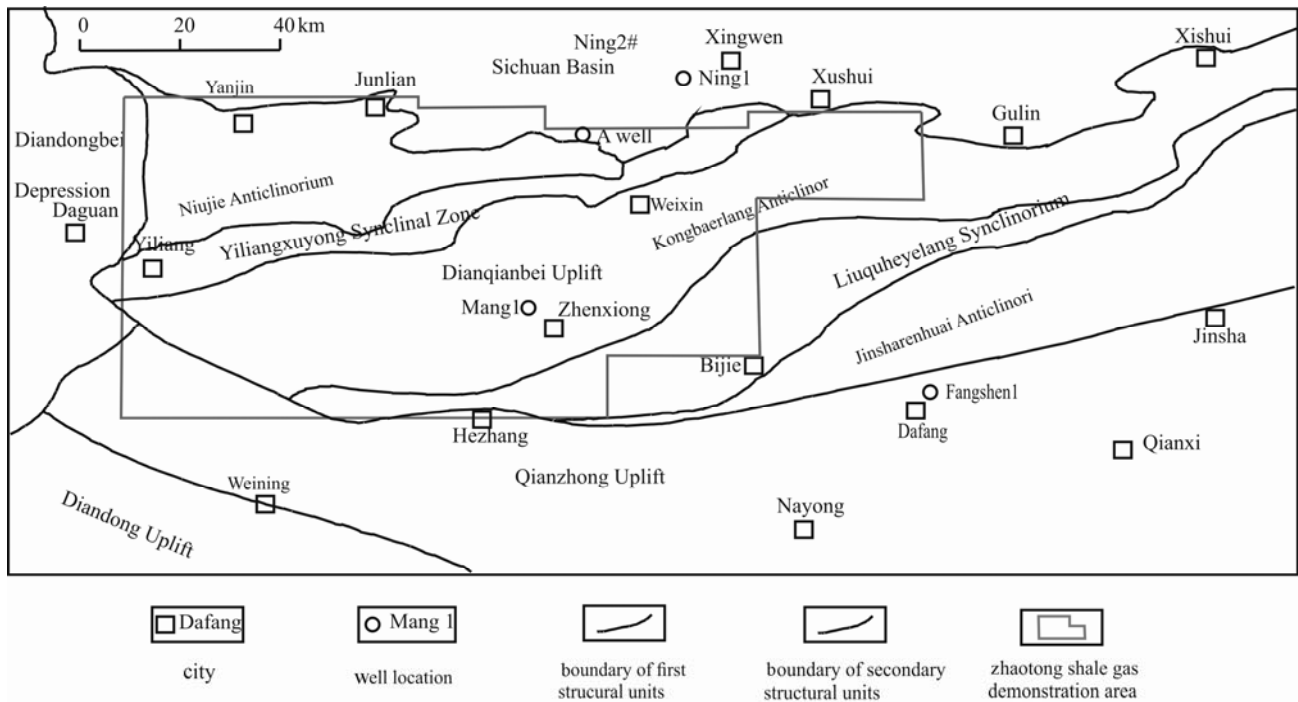 0 20 40 km
Ning2#
Xingwen
Xishui
Sichuan Basin
Ning1
Yanjin
Junlian
Xushui
Gulin
Diandongbei
A well
Depression
Niujie Anticlinorium
Daguan
Weixin
Kongbaerlang Anticlinor
Yiliangxuyong Synclinal Zone
Yiliang
Liuquheyelang Synclinorium
Dianqianbei Uplift
Mang1
Zhenxiong
Jinsharenhuai Anticlinori
Jinsha
Bijie
Fangshen1
Dafang
Hezhang
Qianxi
Qianzhong Uplift
Weining
Diandong Uplift
Nayong
Dafang
Mang 1
city
well location
boundary of first
strucural units
boundary of secondary
structural units
zhaotong shale gas
demonstration area